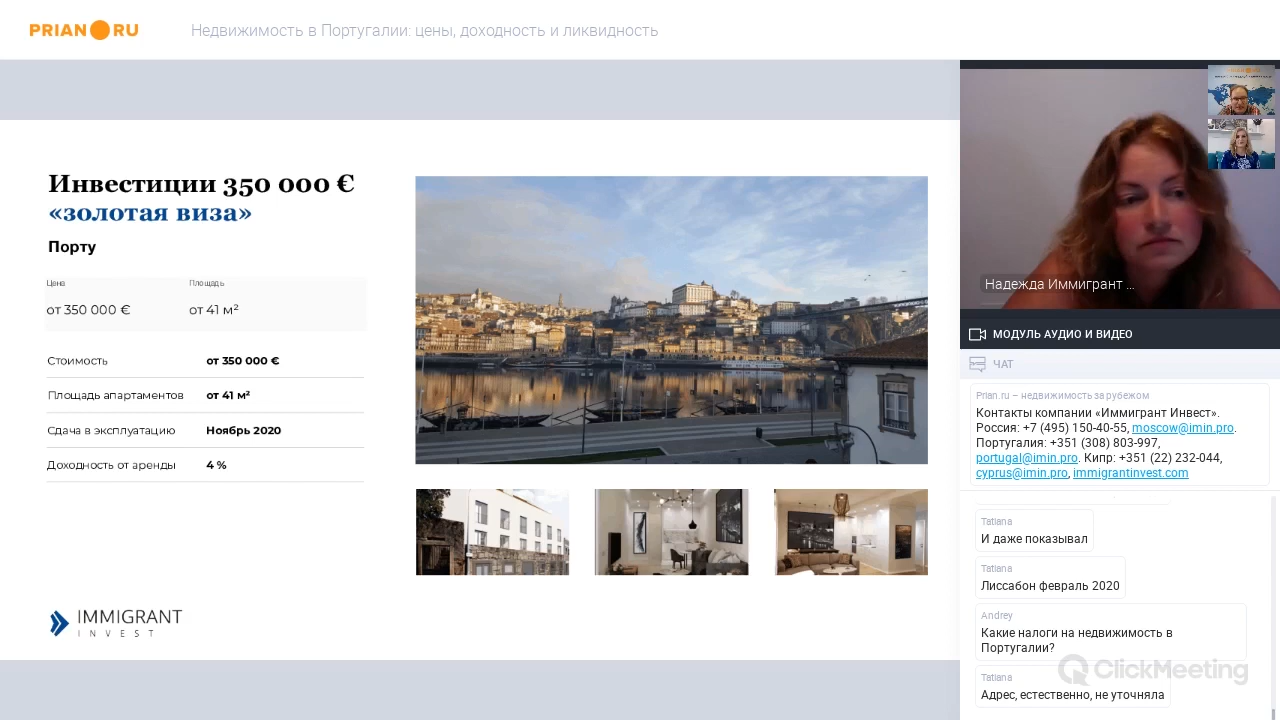 PRIAN RU
Недвижимость в Португалии: цены, доходность и ликвидность
Инвестиции 350 000 €
«золотая виза»
Порту
Цена Площадь
от 350 000 € от 41 м²
Стоимость от 350 000 €
Площадь апартаментов от 41 м²
Сдача в эксплуатацию Ноябрь 2020
Доходность от аренды 4 %
IMMIGRANT
INVEST
Надежда Иммигрант ...
МОДУЛЬ АУДИО И ВИДЕО
ЧАТ
Prian.ru – недвижимость за рубежом
Контакты компании «Иммигрант Инвест».
Россия: +7 (495) 150-40-55, moscow@imin.pro.
Португалия: +351 (308) 803-997,
portugal@imin.pro. Кипр: +351 (22) 232-044,
cyprus@imin.pro, immigrantinvest.com
Tatiana
И даже показывал
Tatiana
Лиссабон февраль 2020
Andrey
Какие налоги на недвижимость в
Португалии?
Tatiana
Адрес, естественно, не уточняла
ClickMeeting